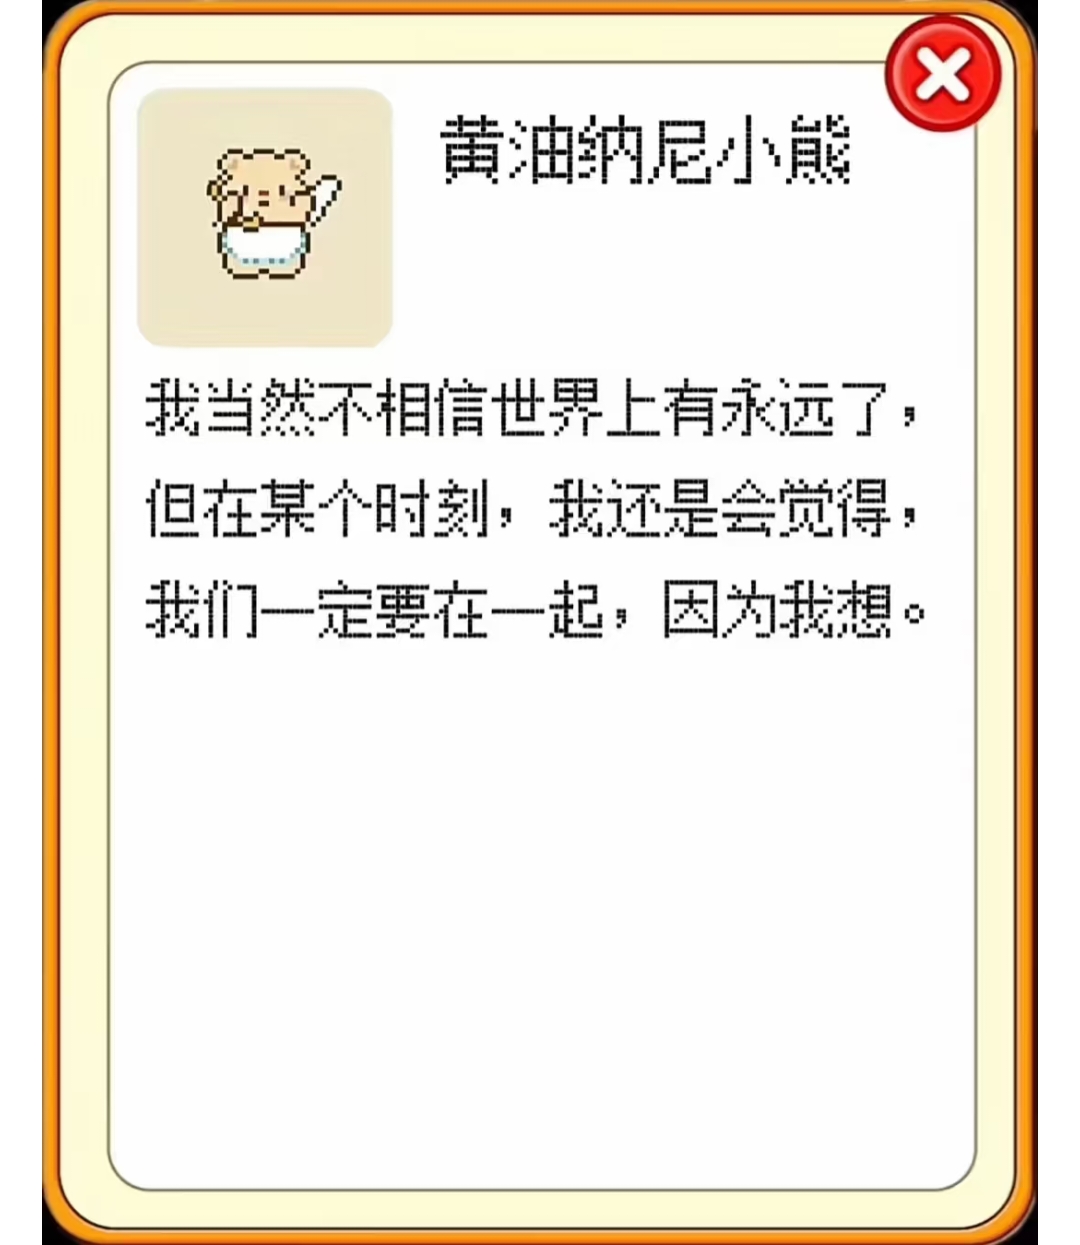 黄油纳尼小熊
我当然不相信世界上有永远了，
但在某个时刻，我还是会觉得，
我们一定要在一起，因为我想。